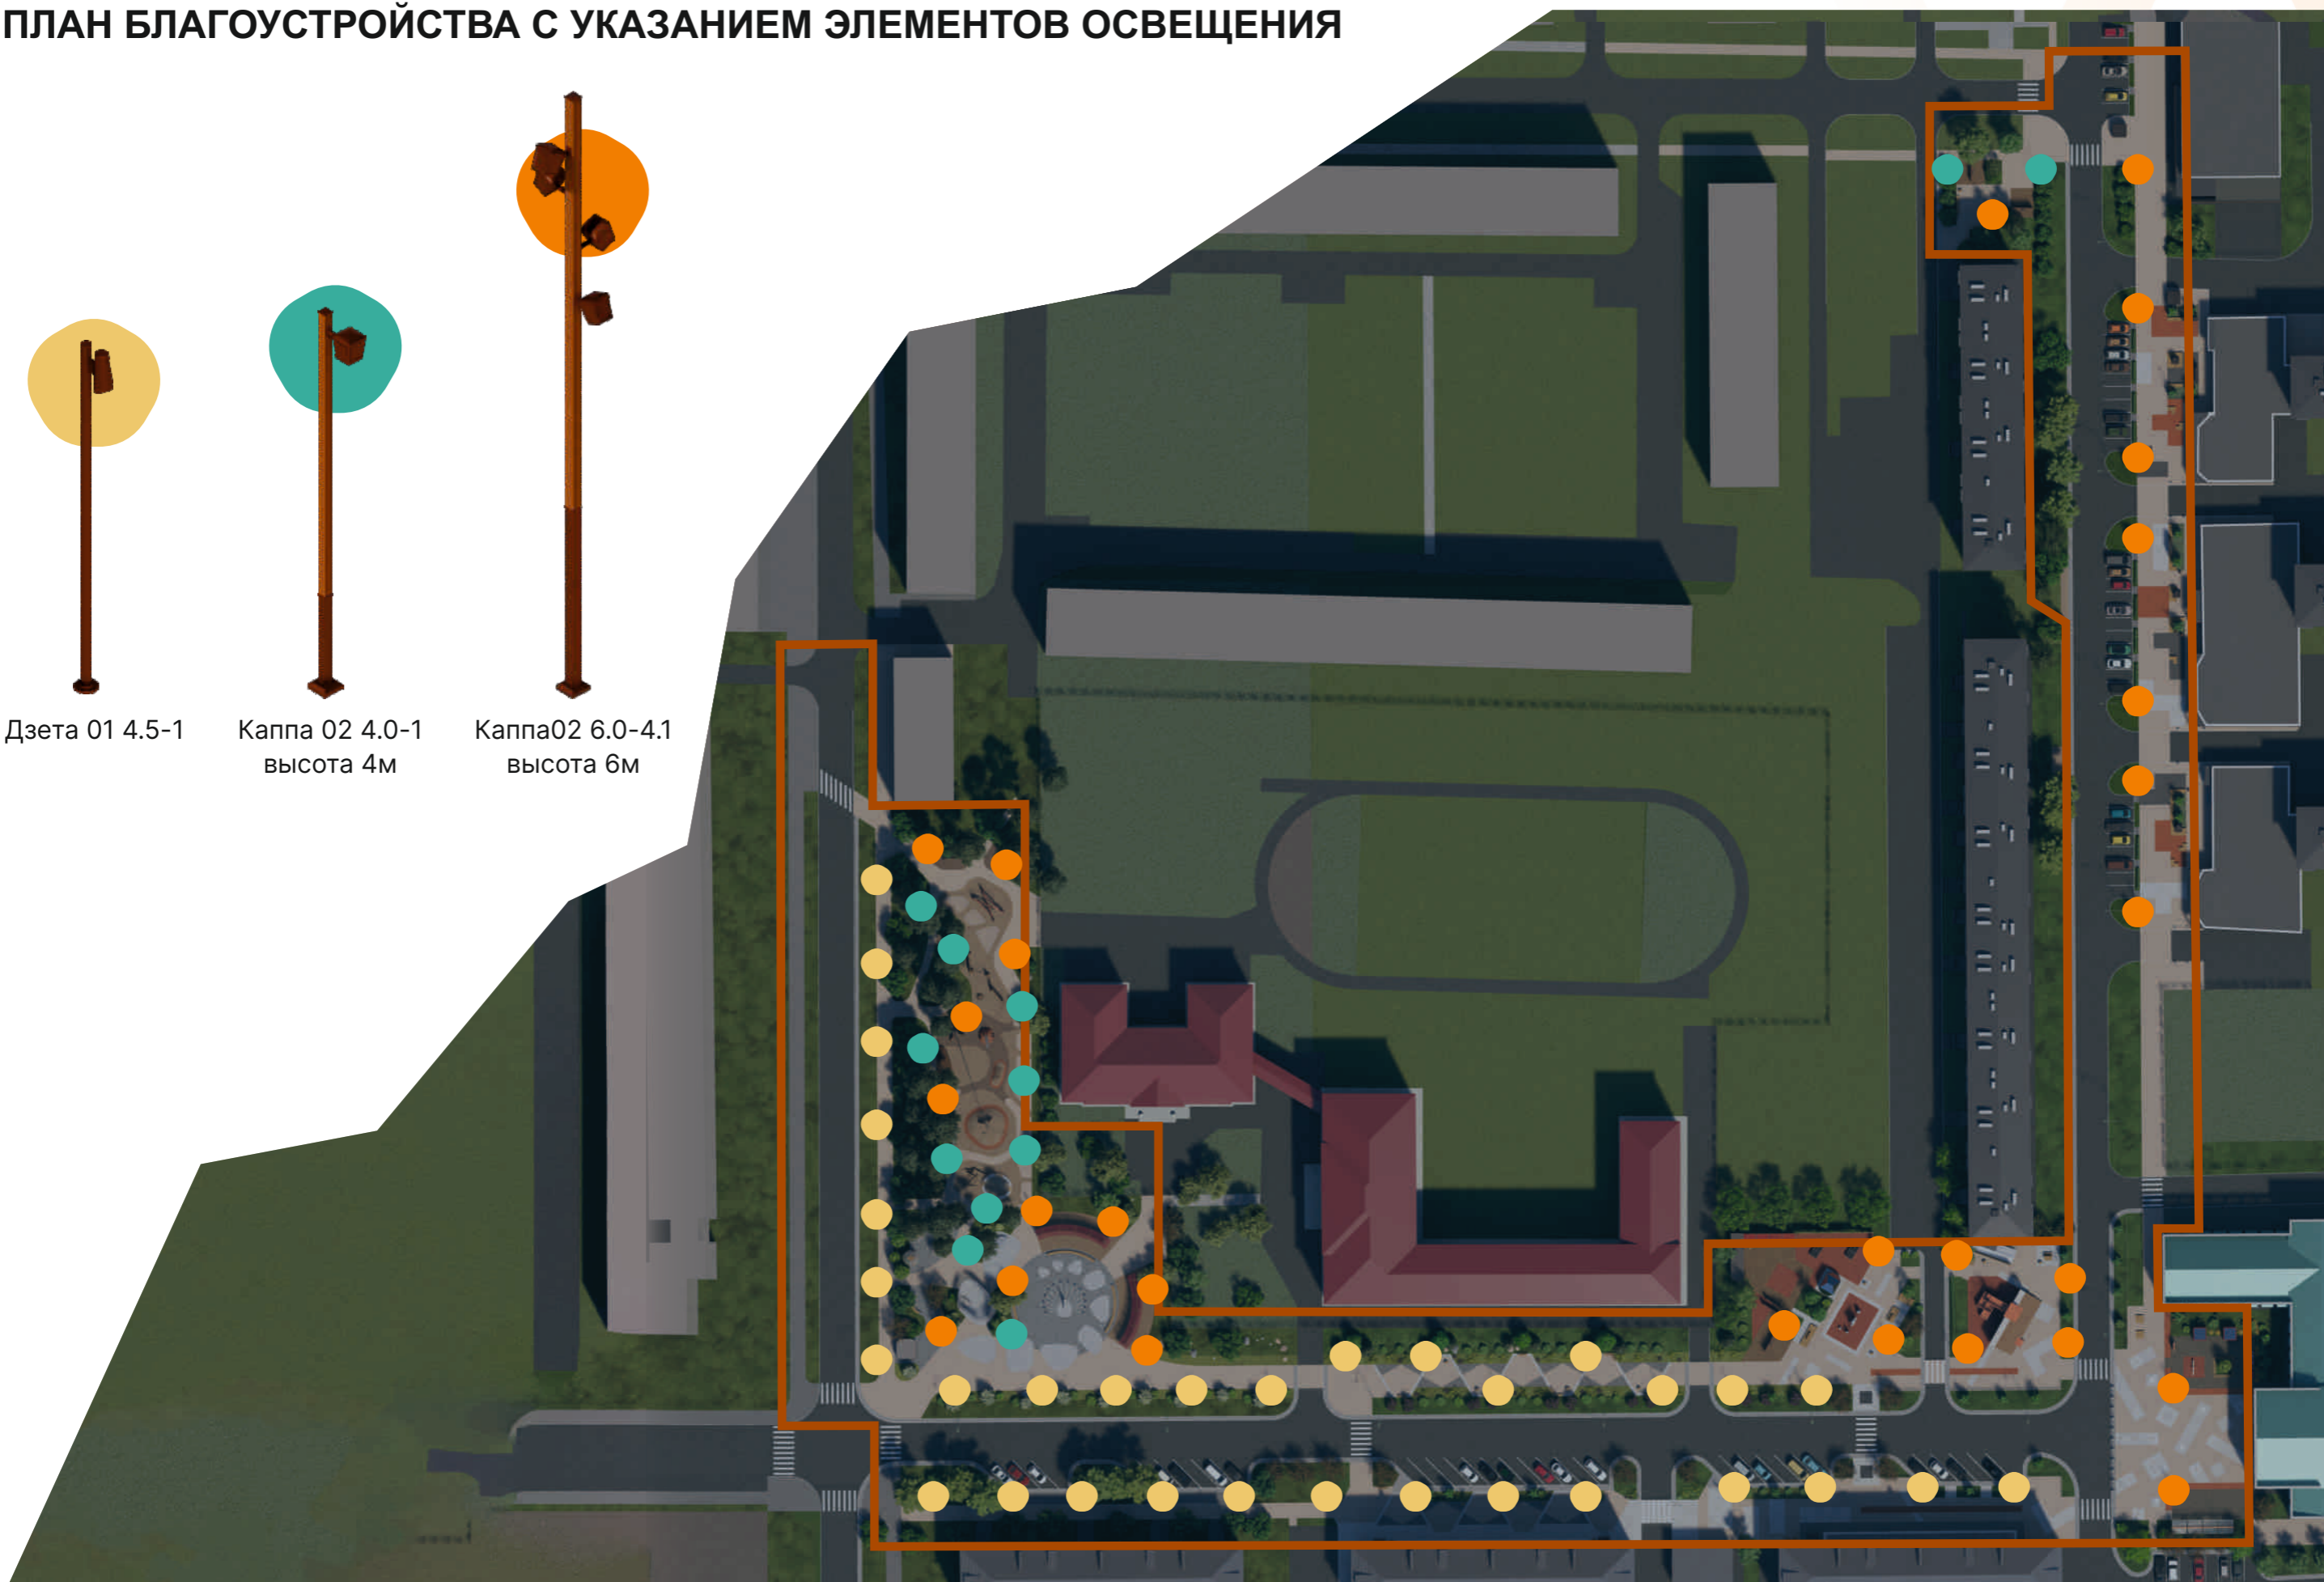 ПЛАН БЛАГОУСТРОЙСТВА С УКАЗАНИЕМ ЭЛЕМЕНТОВ ОСВЕЩЕНИЯ
Дзета 01 4.5-1
Каппа 02 4.0-1
высота 4м
Каппа02 6.0-4.1
высота 6м